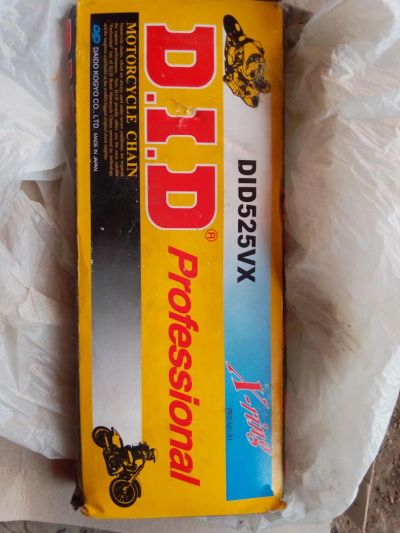 D.I.D®
Professional
DID525VX
X-ring
PREMIUM
MOTORCYCLE CHAIN
DAIDO KOGYO CO., LTD. MADE IN JAPAN